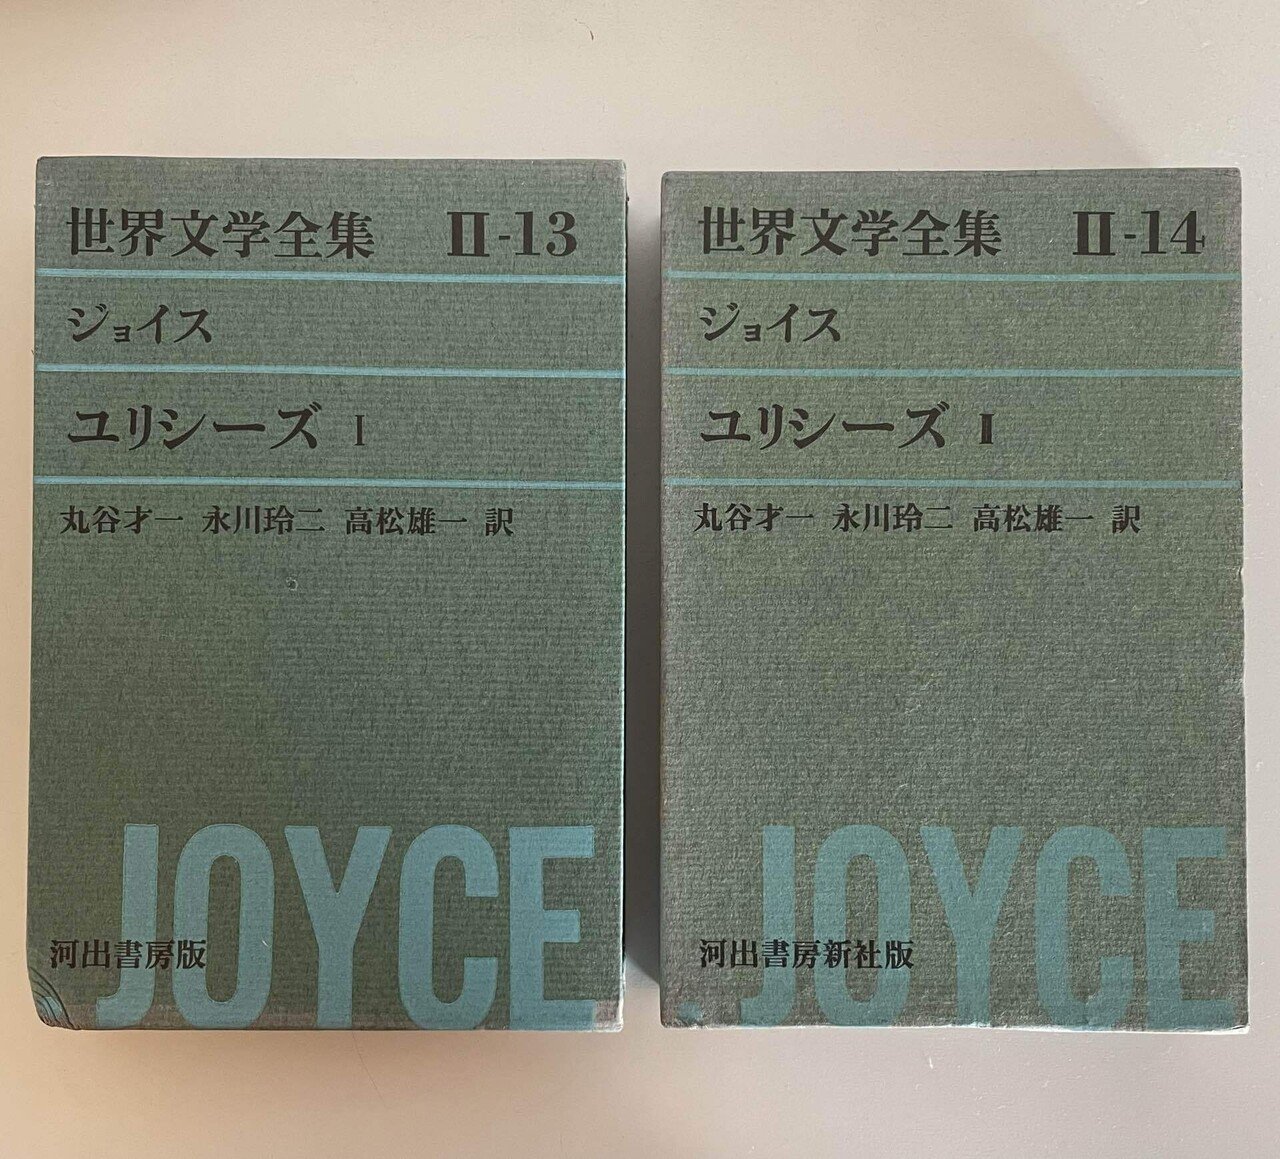 世界文学全集 Ⅱ-13
ジョイス
ユリシーズ Ⅰ
丸谷才一 永川玲二 高松雄一 訳
JOYCE
河出書房版
世界文学全集 Ⅱ-14
ジョイス
ユリシーズ Ⅱ
丸谷才一 永川玲二 高松雄一 訳
JOYCE
河出書房新社版